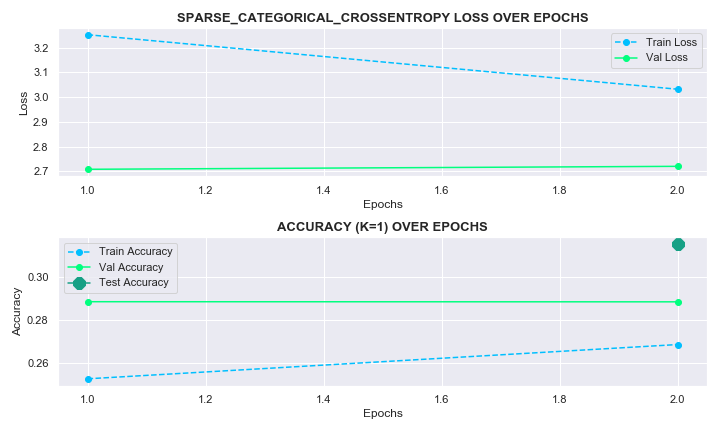 SPARSE_CATEGORICAL_CROSSENTROPY LOSS OVER EPOCHS
Train Loss
Val Loss
3.2
3.1
3.0
2.9
2.8
2.7
Loss
1.0 1.2 1.4 1.6 1.8 2.0
Epochs
ACCURACY (K=1) OVER EPOCHS
Train Accuracy
Val Accuracy
Test Accuracy
0.30
0.28
0.26
Accuracy
1.0 1.2 1.4 1.6 1.8 2.0
Epochs